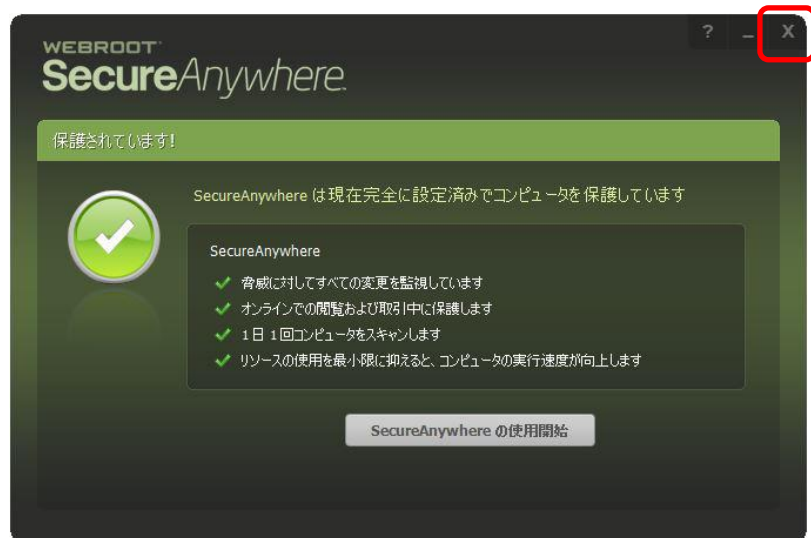 ? _ X
WEBROOT
SecureAnywhere.
保護されています!
SecureAnywhere は現在完全に設定済みでコンピュータを保護しています
SecureAnywhere
脅威に対してすべての変更を監視しています
オンラインでの閲覧および取引中に保護します
1日 1回コンピュータをスキャンします
リソースの使用を最小限に抑えると、コンピュータの実行速度が向上します
SecureAnywhere の使用開始